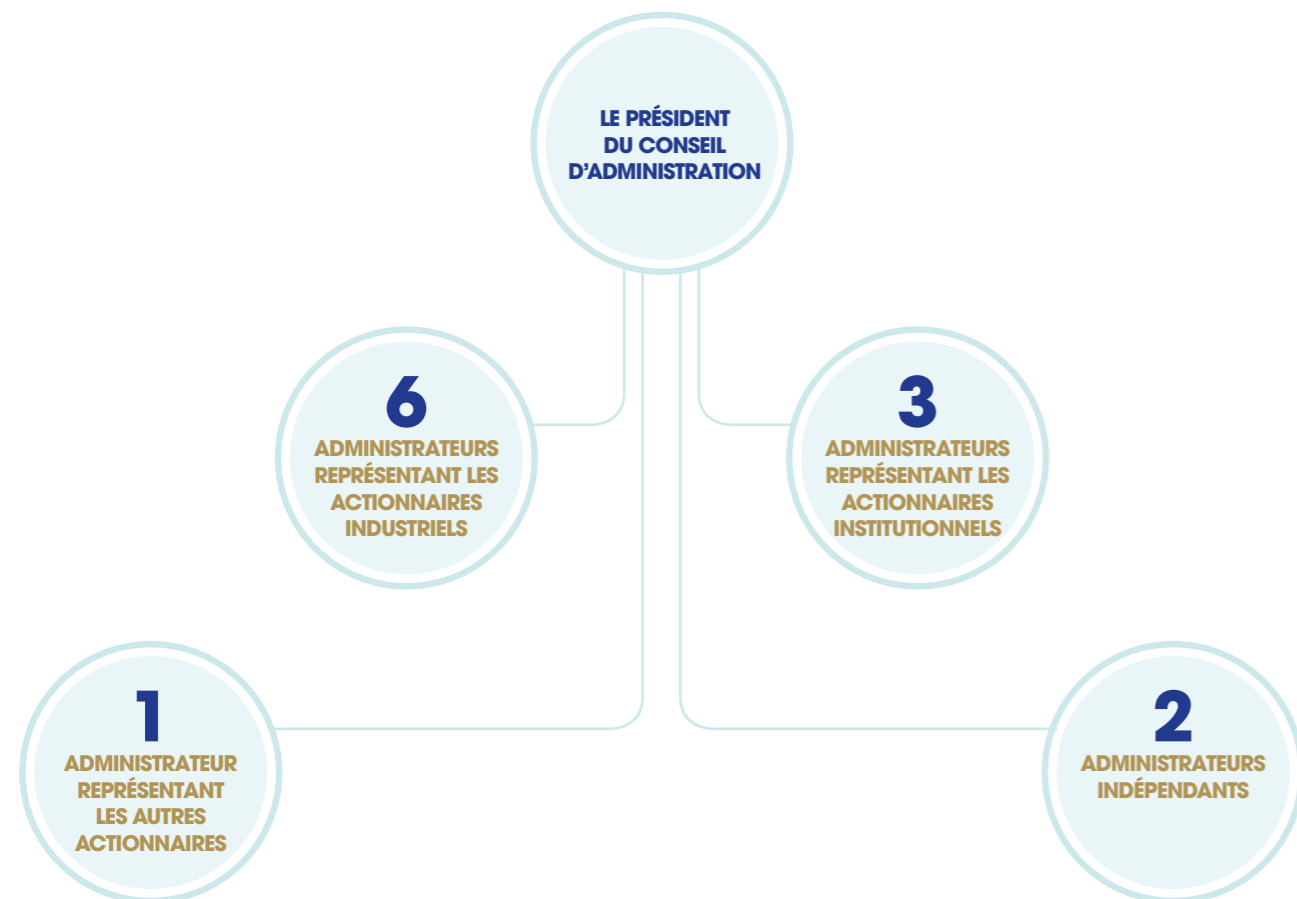 LE PRÉSIDENT
DU CONSEIL
D’ADMINISTRATION
6
ADMINISTRATEURS
REPRÉSENTANT LES
ACTIONNAIRES
INDUSTRIELS
3
ADMINISTRATEURS
REPRÉSENTANT LES
ACTIONNAIRES
INSTITUTIONNELS
1
ADMINISTRATEUR
REPRÉSENTANT
LES AUTRES
ACTIONNAIRES
2
ADMINISTRATEURS
INDÉPENDANTS